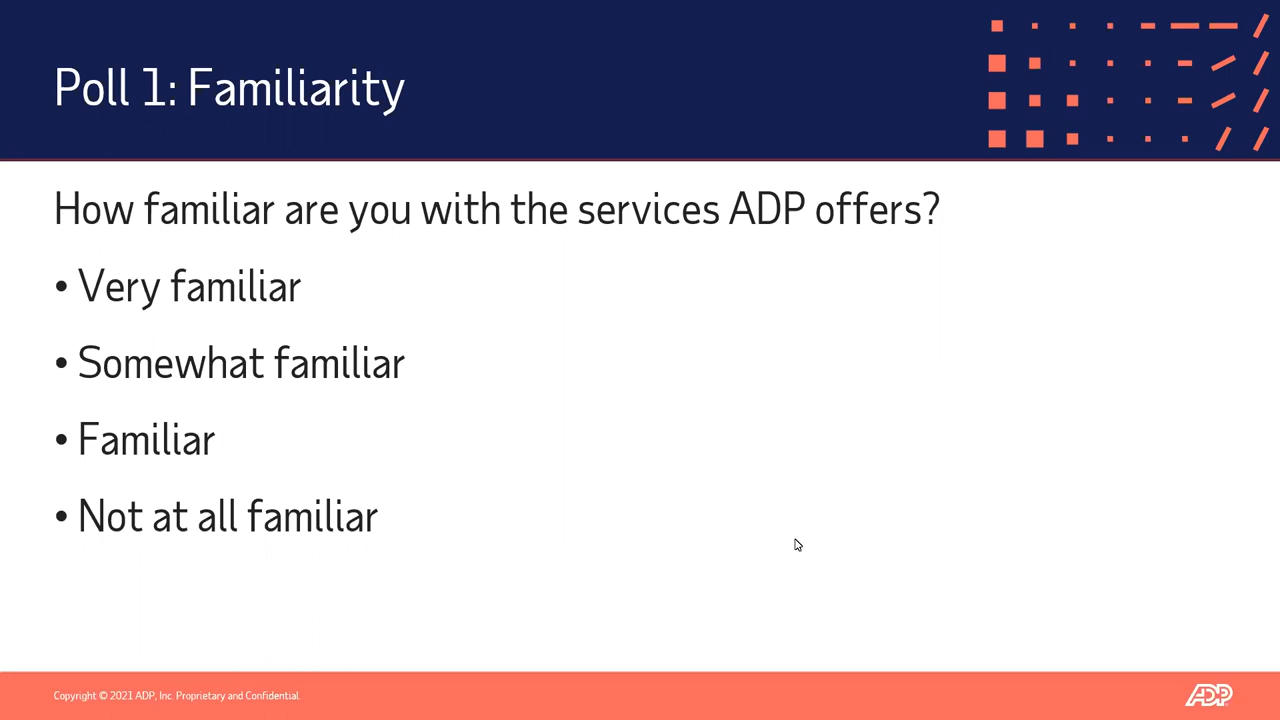 Poll 1: Familiarity
How familiar are you with the services ADP offers?
• Very familiar
• Somewhat familiar
• Familiar
• Not at all familiar
Copyright © 2021 ADP, Inc. Proprietary and Confidential.
ADP